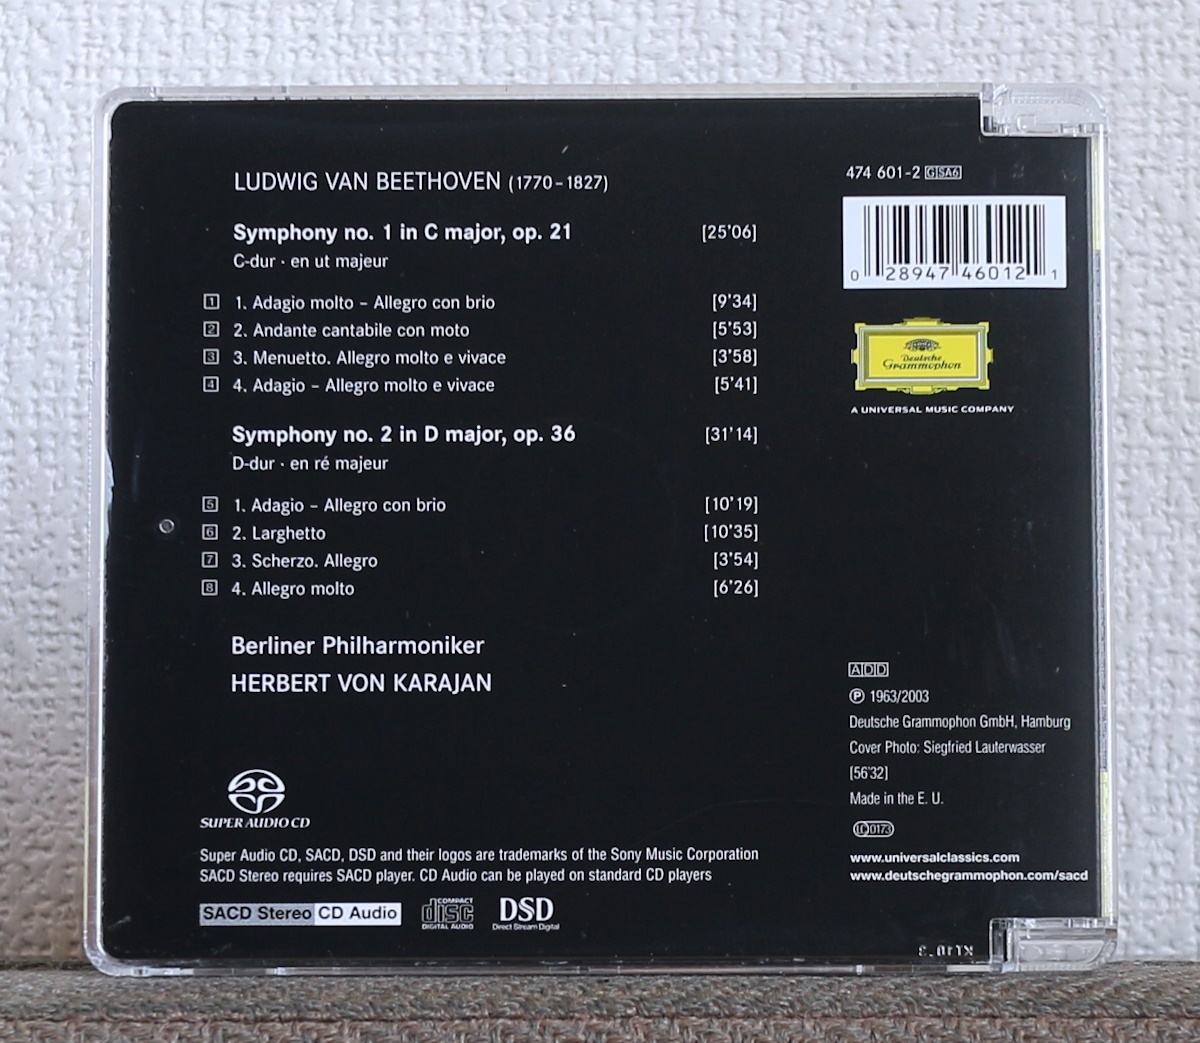 LUDWIG VAN BEETHOVEN (1770–1827)
Symphony no. 1 in C major, op. 21 [25'06]
C-dur · en ut majeur
1 1. Adagio molto – Allegro con brio [9'34]
2 2. Andante cantabile con moto [5'53]
3 3. Menuetto. Allegro molto e vivace [3'58]
4 4. Adagio – Allegro molto e vivace [5'41]
Symphony no. 2 in D major, op. 36 [31'14]
D-dur · en ré majeur
5 1. Adagio – Allegro con brio [10'19]
6 2. Larghetto [10'35]
7 3. Scherzo. Allegro [3'54]
8 4. Allegro molto [6'26]
Berliner Philharmoniker
HERBERT VON KARAJAN
SUPER AUDIO CD
Super Audio CD, SACD, DSD and their logos are trademarks of the Sony Music Corporation
SACD Stereo requires SACD player. CD Audio can be played on standard CD players
SACD Stereo CD Audio
COMPACT disc DIGITAL AUDIO
DSD
Direct Stream Digital
474 601-2 GSA6
0 28947 46012 1
Deutsche
Grammophon
A UNIVERSAL MUSIC COMPANY
ADD
℗ 1963/2003
Deutsche Grammophon GmbH, Hamburg
Cover Photo: Siegfried Lauterwasser
[56'32]
Made in the E. U.
LC 0173
www.universalclassics.com
www.deutschegrammophon.com/sacd